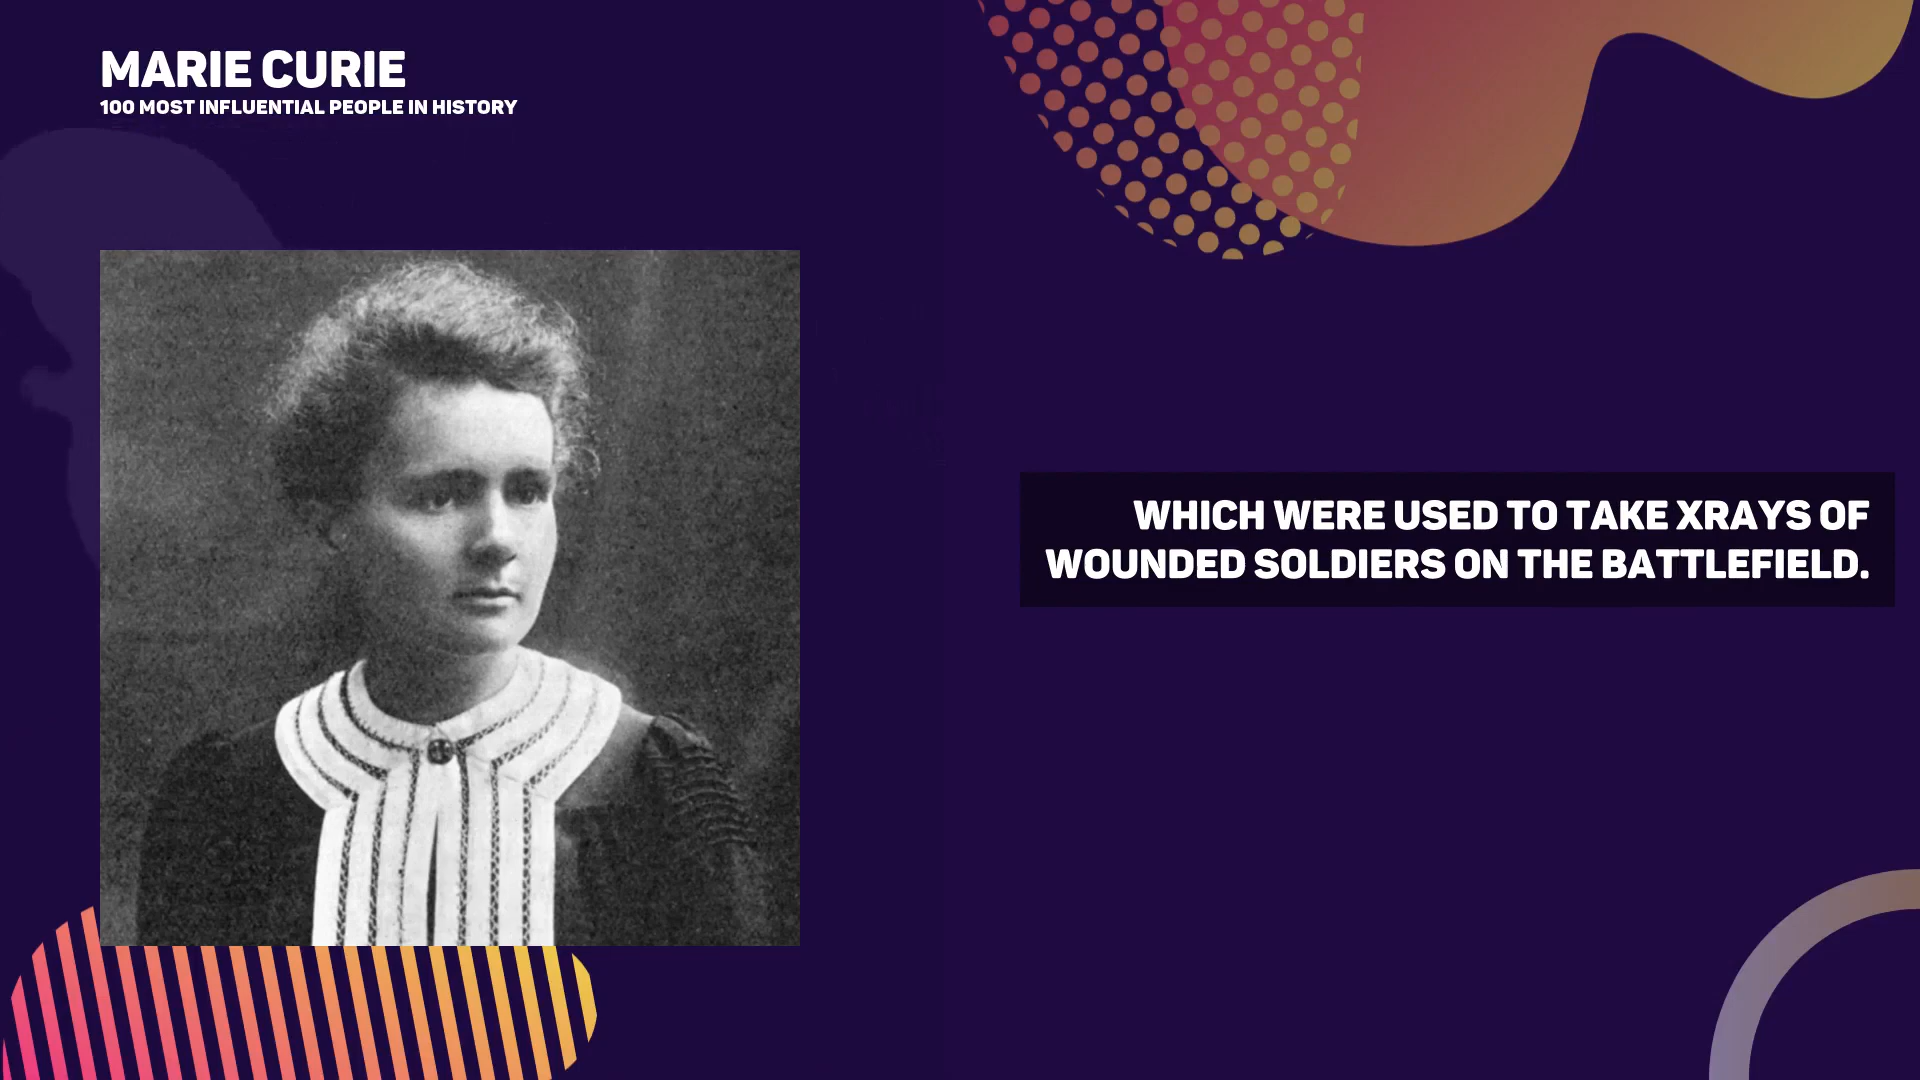 MARIE CURIE
100 MOST INFLUENTIAL PEOPLE IN HISTORY
WHICH WERE USED TO TAKE XRAYS OF
WOUNDED SOLDIERS ON THE BATTLEFIELD.